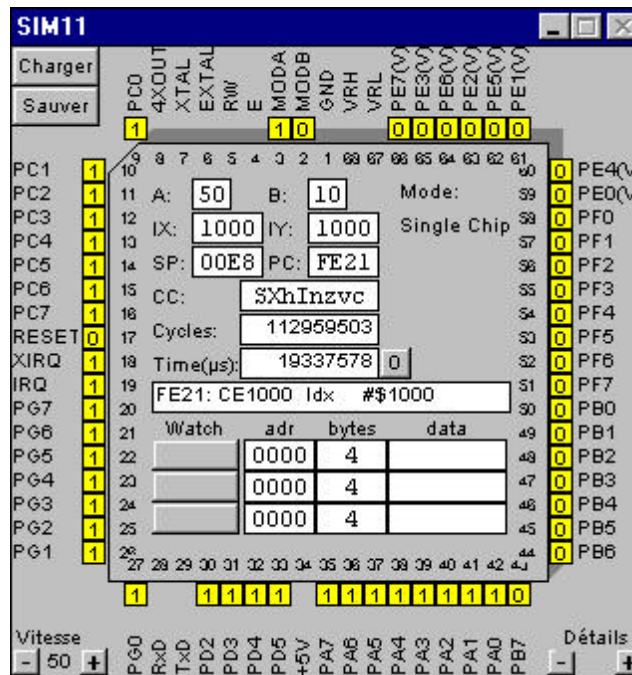 SIM11
Charger
Sauver
PC0 4XOUT XTAL EXTAL RW E MODA MODB GND VRH VRL PE7(V) PE3(V) PE6(V) PE2(V) PE5(V) PE1(V)
1 1 0 0 0 0 0 0 0
9 8 7 6 5 4 3 2 1 68 67 66 65 64 63 62 61
PC1 1 10 60 0 PE4(V
PC2 1 11 A: 50 B: 10 Mode: 59 0 PE0(V
PC3 1 12 IX: 1000 IY: 1000 Single Chip 58 0 PF0
PC4 1 13 57 0 PF1
PC5 1 14 SP: 00E8 PC: FE21 56 0 PF2
PC6 1 15 CC: SXhInzvc 55 0 PF3
PC7 1 16 54 0 PF4
RESET 0 17 Cycles: 112959503 53 0 PF5
XIRQ 1 18 Time(µs): 19337578 0 52 0 PF6
IRQ 1 19 FE21: CE1000 ldx #$1000 51 0 PF7
PG7 1 20 50 0 PB0
PG6 1 21 Watch adr bytes data 49 0 PB1
PG5 1 22 0000 4 48 0 PB2
PG4 1 23 0000 4 47 0 PB3
PG3 1 24 46 0 PB4
PG2 1 25 0000 4 45 0 PB5
PG1 1 26 44 0 PB6
27 28 29 30 31 32 33 34 35 36 37 38 39 40 41 42 43
1 1 1 1 1 1 1 1 1 1 1 1 1 0
PG0 RxD TxD PD2 PD3 PD4 PD5 +5V PA7 PA6 PA5 PA4 PA3 PA2 PA1 PA0 PB7
Vitesse
- 50 +
Détails
- +